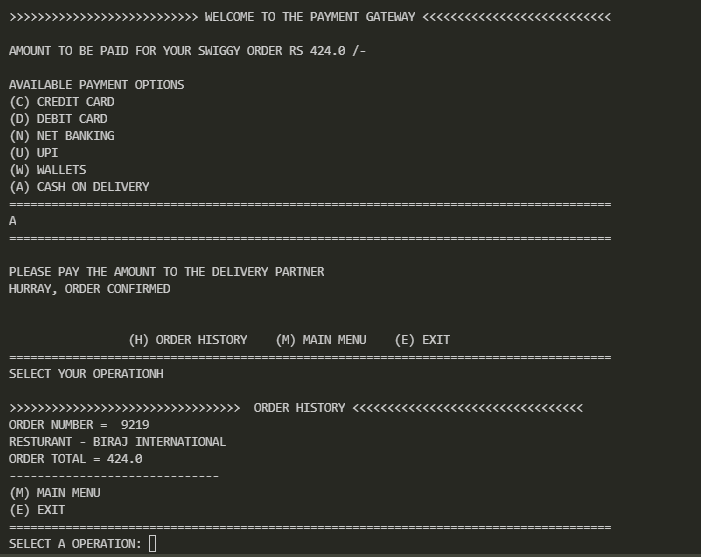 >>>>>>>>>>>>>>>>>>>>>>>>>>> WELCOME TO THE PAYMENT GATEWAY <<<<<<<<<<<<<<<<<<<<<<<<<<<
AMOUNT TO BE PAID FOR YOUR SWIGGY ORDER RS 424.0 /-
AVAILABLE PAYMENT OPTIONS
(C) CREDIT CARD
(D) DEBIT CARD
(N) NET BANKING
(U) UPI
(W) WALLETS
(A) CASH ON DELIVERY
======================================================================================
A
======================================================================================
PLEASE PAY THE AMOUNT TO THE DELIVERY PARTNER
HURRAY, ORDER CONFIRMED
(H) ORDER HISTORY    (M) MAIN MENU    (E) EXIT
======================================================================================
SELECT YOUR OPERATIONH
>>>>>>>>>>>>>>>>>>>>>>>>>>>>>>>>>  ORDER HISTORY <<<<<<<<<<<<<<<<<<<<<<<<<<<<<<<<<
ORDER NUMBER =  9219
RESTURANT - BIRAJ INTERNATIONAL
ORDER TOTAL = 424.0
------------------------------
(M) MAIN MENU
(E) EXIT
======================================================================================
SELECT A OPERATION: